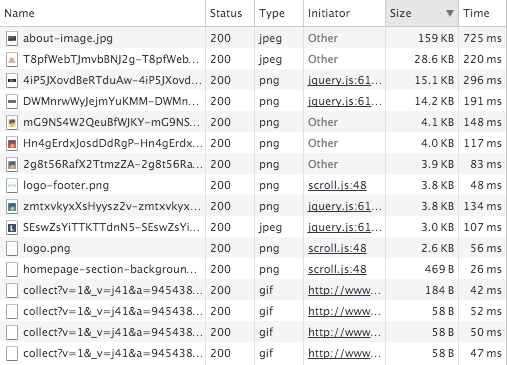 Name Status Type Initiator Size ▼ Time
about-image.jpg 200 jpeg Other 159 KB 725 ms
T8pfWebTJmvbBNJ2g-T8pfWeb... 200 jpeg Other 28.6 KB 220 ms
4iP5JXovdBeRTduAw-4iP5JXovd... 200 png jquery.js:61... 15.1 KB 296 ms
DWMnrwWyJejmYuKMM-DWMn... 200 png jquery.js:61... 14.2 KB 191 ms
mG9NS4W2QeuBfWJKY-mG9NS... 200 png Other 4.1 KB 148 ms
Hn4gErdxJosdDdRgP-Hn4gErdx... 200 png Other 4.0 KB 117 ms
2g8t56RafX2TtmzZA-2g8t56Ra... 200 png Other 3.9 KB 83 ms
logo-footer.png 200 png scroll.js:48 3.8 KB 48 ms
zmtxvkyxXsHyysz2v-zmtxvkyx... 200 png jquery.js:61... 3.8 KB 134 ms
SEswZsYiTTKTTdnN5-SEswZsYi... 200 jpeg jquery.js:61... 3.0 KB 107 ms
logo.png 200 png scroll.js:48 2.6 KB 56 ms
homepage-section-backgroun... 200 png scroll.js:48 469 B 26 ms
collect?v=1&_v=j41&a=945438... 200 gif http://www... 184 B 42 ms
collect?v=1&_v=j41&a=945438... 200 gif http://www... 58 B 52 ms
collect?v=1&_v=j41&a=945438... 200 gif http://www... 58 B 50 ms
collect?v=1&_v=j41&a=945438... 200 gif http://www... 58 B 47 ms